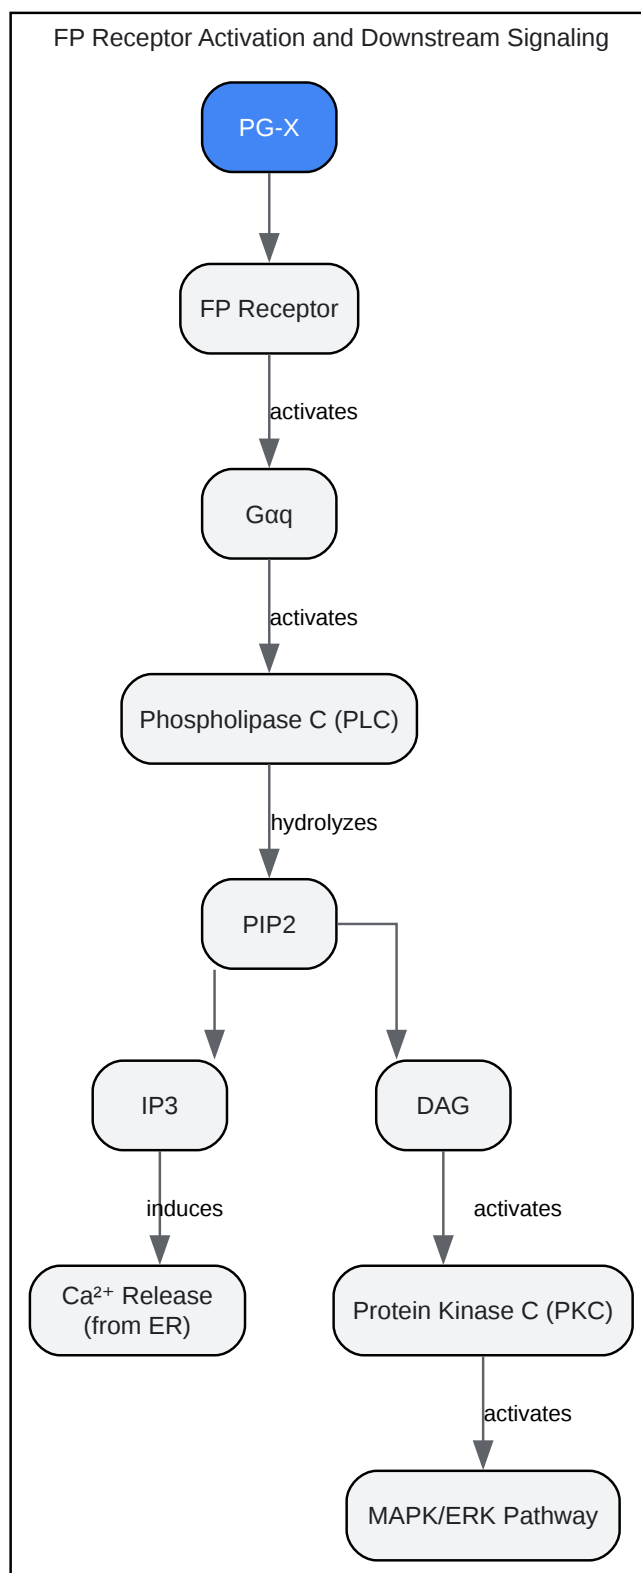 FP Receptor Activation and Downstream Signaling
PG-X
FP Receptor
activates
Gαq
activates
Phospholipase C (PLC)
hydrolyzes
PIP2
IP3
DAG
induces
activates
Ca²⁺ Release
(from ER)
Protein Kinase C (PKC)
activates
MAPK/ERK Pathway